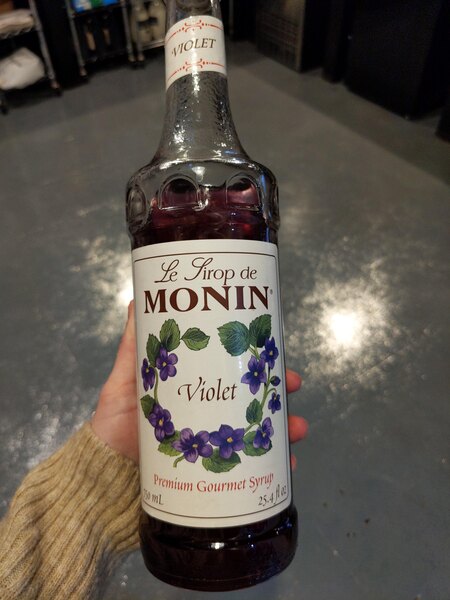 VIOLET
Le Sirop de
MONIN®
Violet
Premium Gourmet Syrup
750 mL 25.4 fl oz